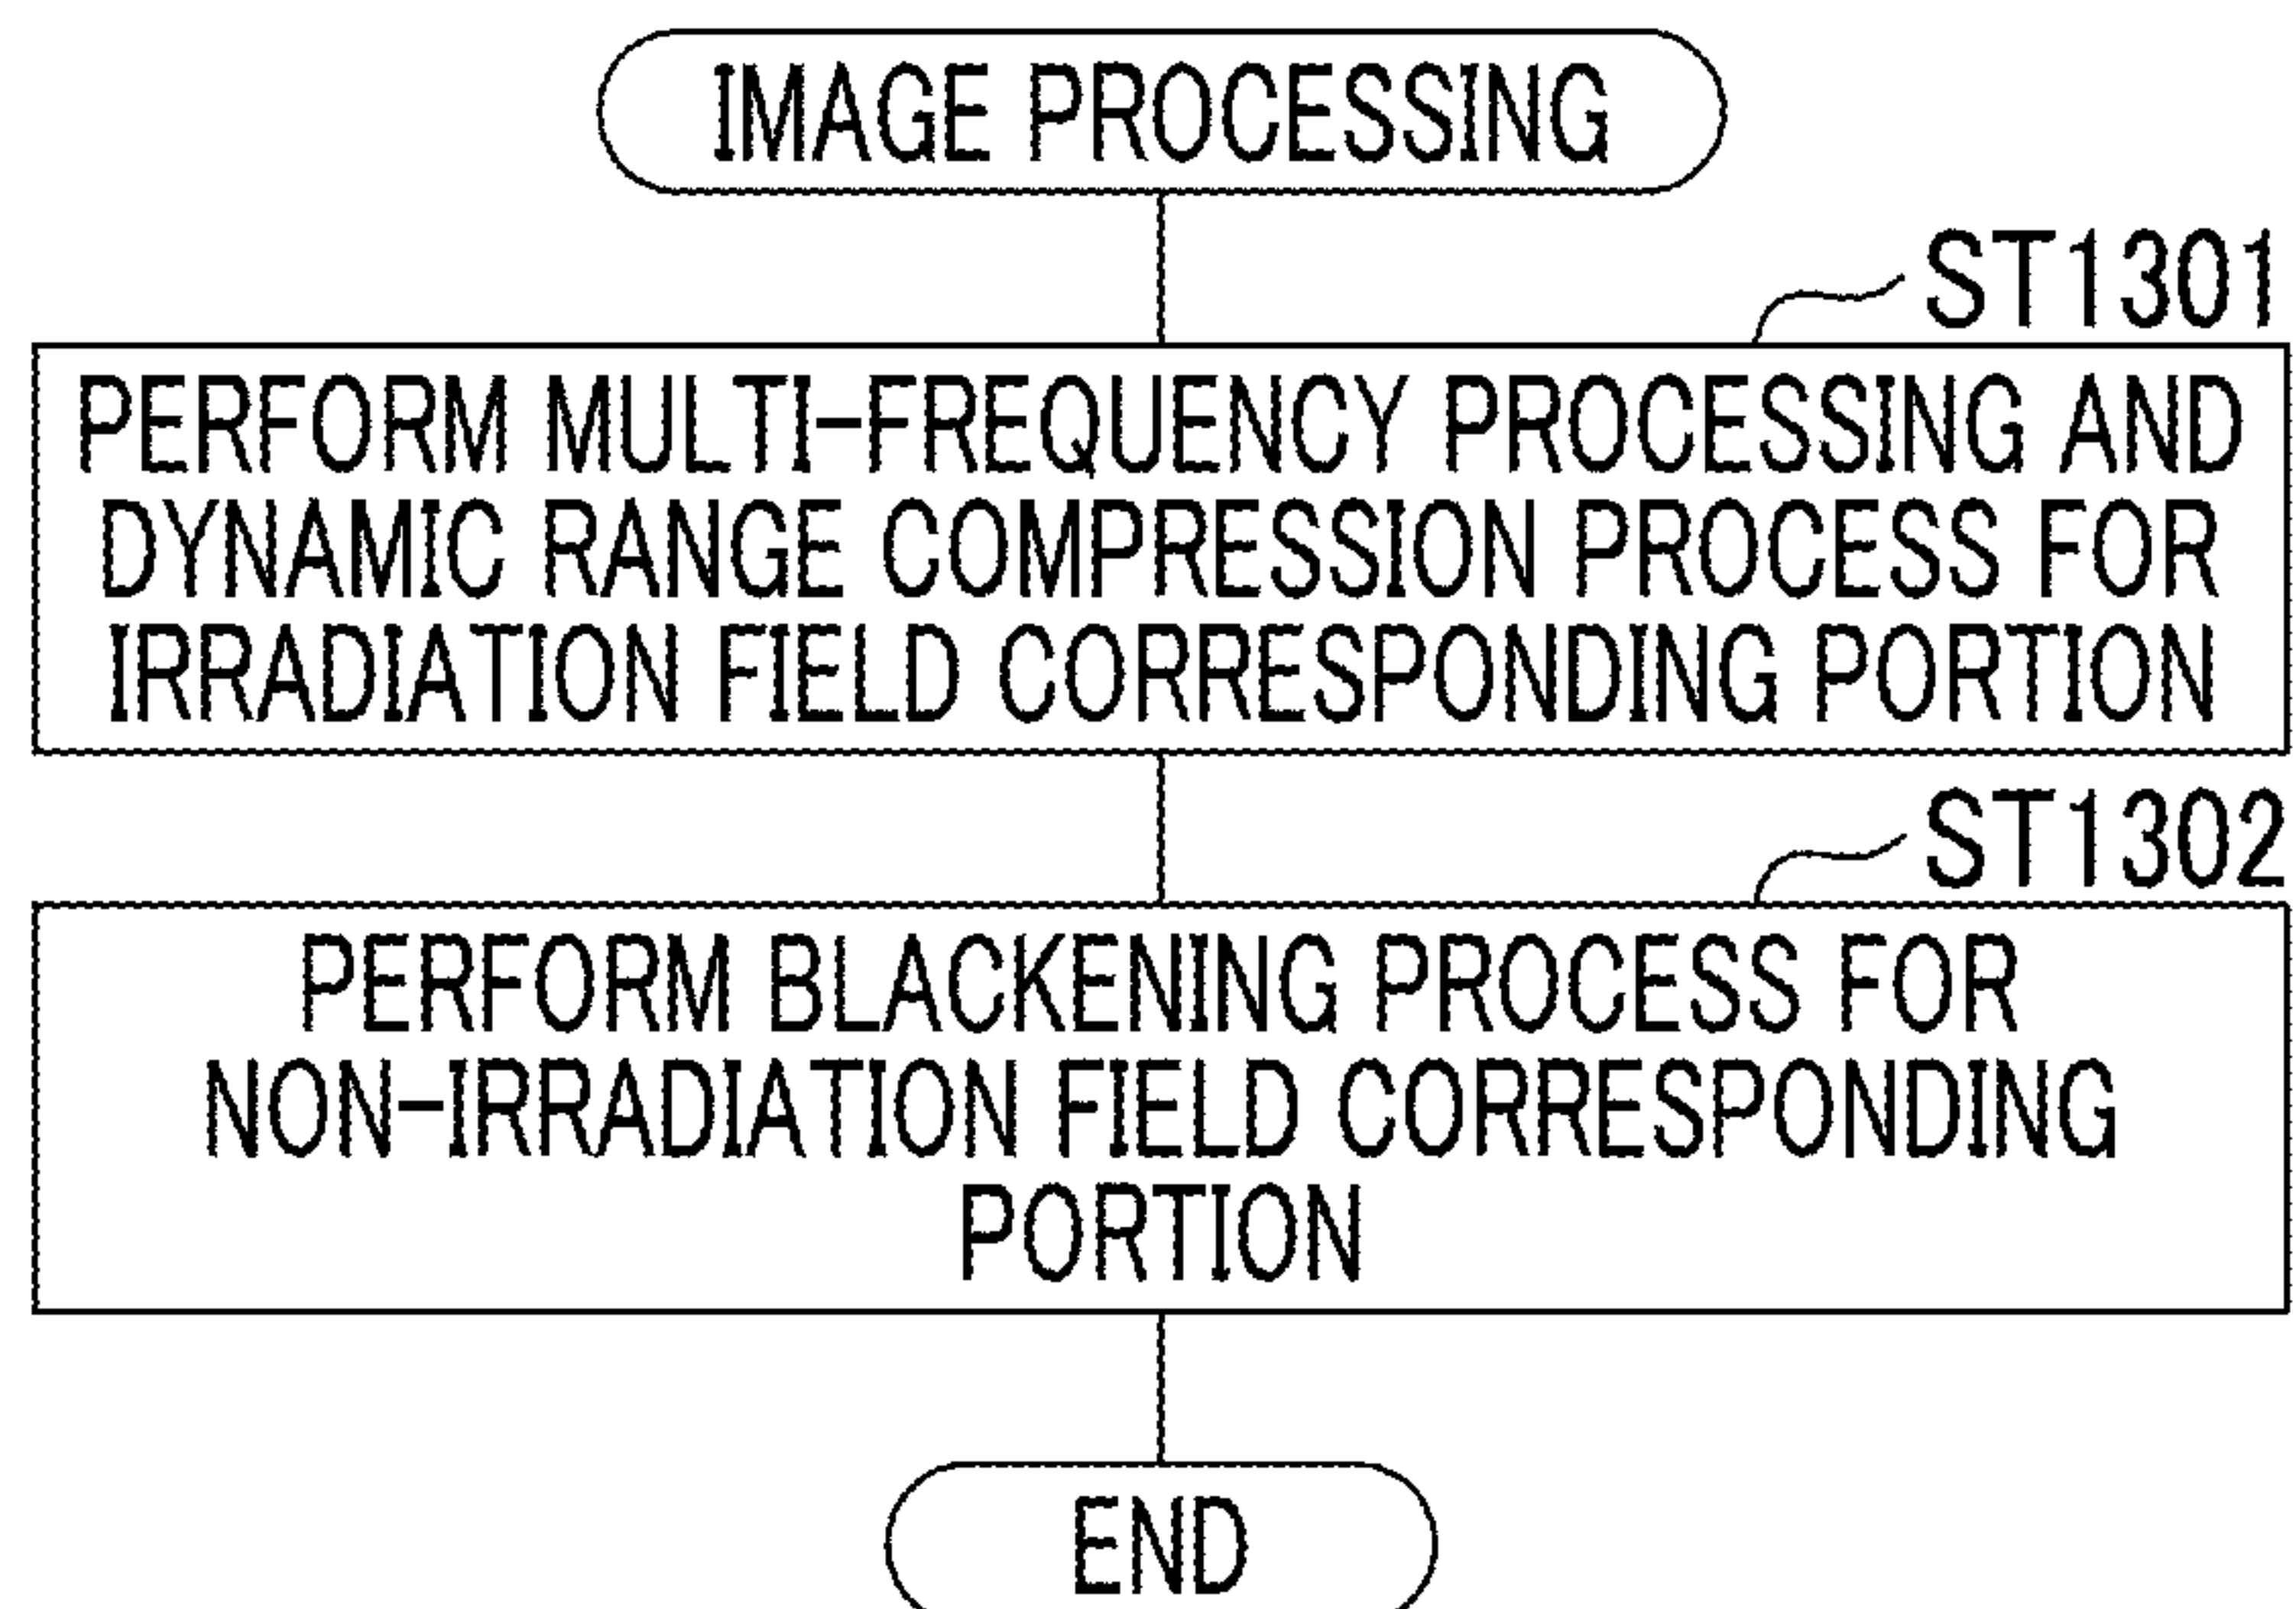 IMAGE PROCESSING
ST1301
PERFORM MULTI-FREQUENCY PROCESSING AND
DYNAMIC RANGE COMPRESSION PROCESS FOR
IRRADIATION FIELD CORRESPONDING PORTION
ST1302
PERFORM BLACKENING PROCESS FOR
NON-IRRADIATION FIELD CORRESPONDING
PORTION
END